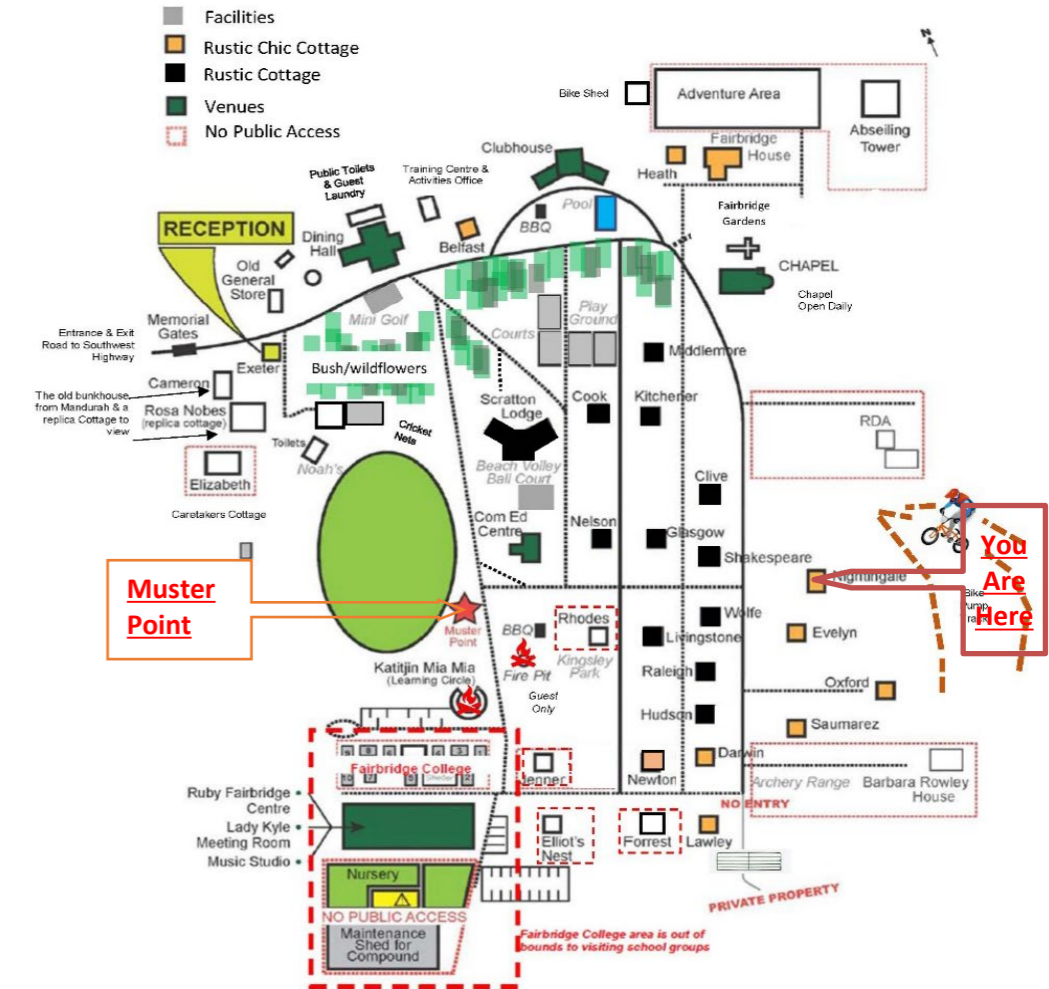 Facilities
Rustic Chic Cottage
Rustic Cottage
Venues
No Public Access
N
Bike Shed
Adventure Area
Abseiling
Tower
Fairbridge
House
Heath
Clubhouse
Public Toilets
& Guest
Laundry
Training Centre &
Activities Office
Pool
BBQ
Fairbridge
Gardens
RECEPTION
Dining
Hall
Belfast
CHAPEL
Chapel
Open Daily
Old
General
Store
Mini Golf
Courts
Play
Ground
Memorial
Gates
Entrance & Exit
Road to Southwest
Highway
Exeter
Bush/wildflowers
Middlemore
Cameron
The old bunkhouse
from Mandurah & a
replica Cottage to
view
Rosa Nobes
(replica cottage)
Scratton
Lodge
Cook
Kitchener
RDA
Cricket
Nets
Toilets
Noah's
Elizabeth
Caretakers Cottage
Beach Volley
Ball Court
Clive
Com Ed
Centre
Nelson
Glasgow
Shakespeare
Nightingale
You
Are
Here
Bike
Pump
Muster
Point
Muster
Point
BBQ
Fire Pit
Guest
Only
Rhodes
Kingsley
Park
Wolfe
Livingstone
Evelyn
Katitjin Mia Mia
(Learning Circle)
Raleigh
Oxford
Hudson
Saumarez
Fairbridge College
Jenner
Newton
Darwin
Archery Range
Barbara Rowley
House
NO ENTRY
Ruby Fairbridge
Centre
Lady Kyle
Meeting Room
Music Studio
Elliot's
Nest
Forrest
Lawley
PRIVATE PROPERTY
Nursery
NO PUBLIC ACCESS
Maintenance
Shed for
Compound
Fairbridge College area is out of
bounds to visiting school groups